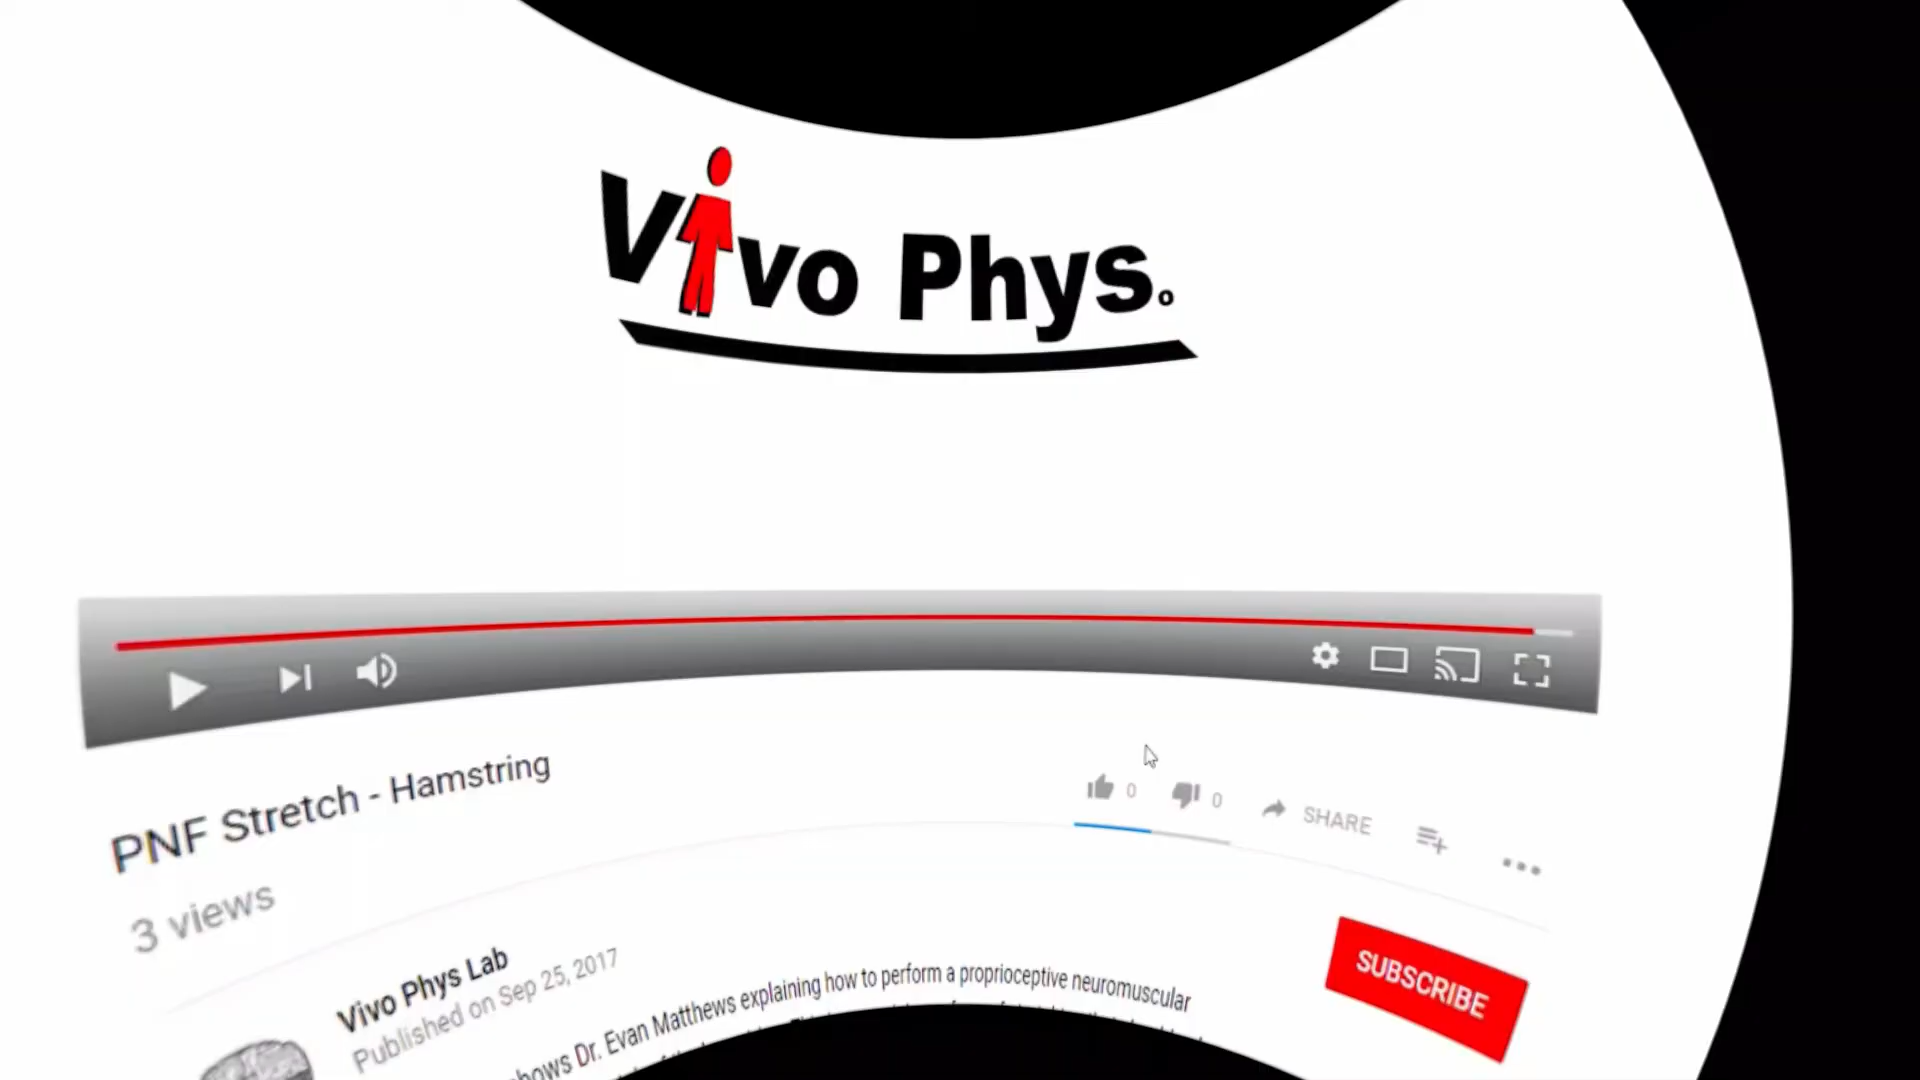 Vivo Phys.
PNF Stretch - Hamstring
3 views
0 0 SHARE
Vivo Phys Lab
Published on Sep 25, 2017
SUBSCRIBE
Dr. Evan Matthews explaining how to perform a proprioceptive neuromuscular